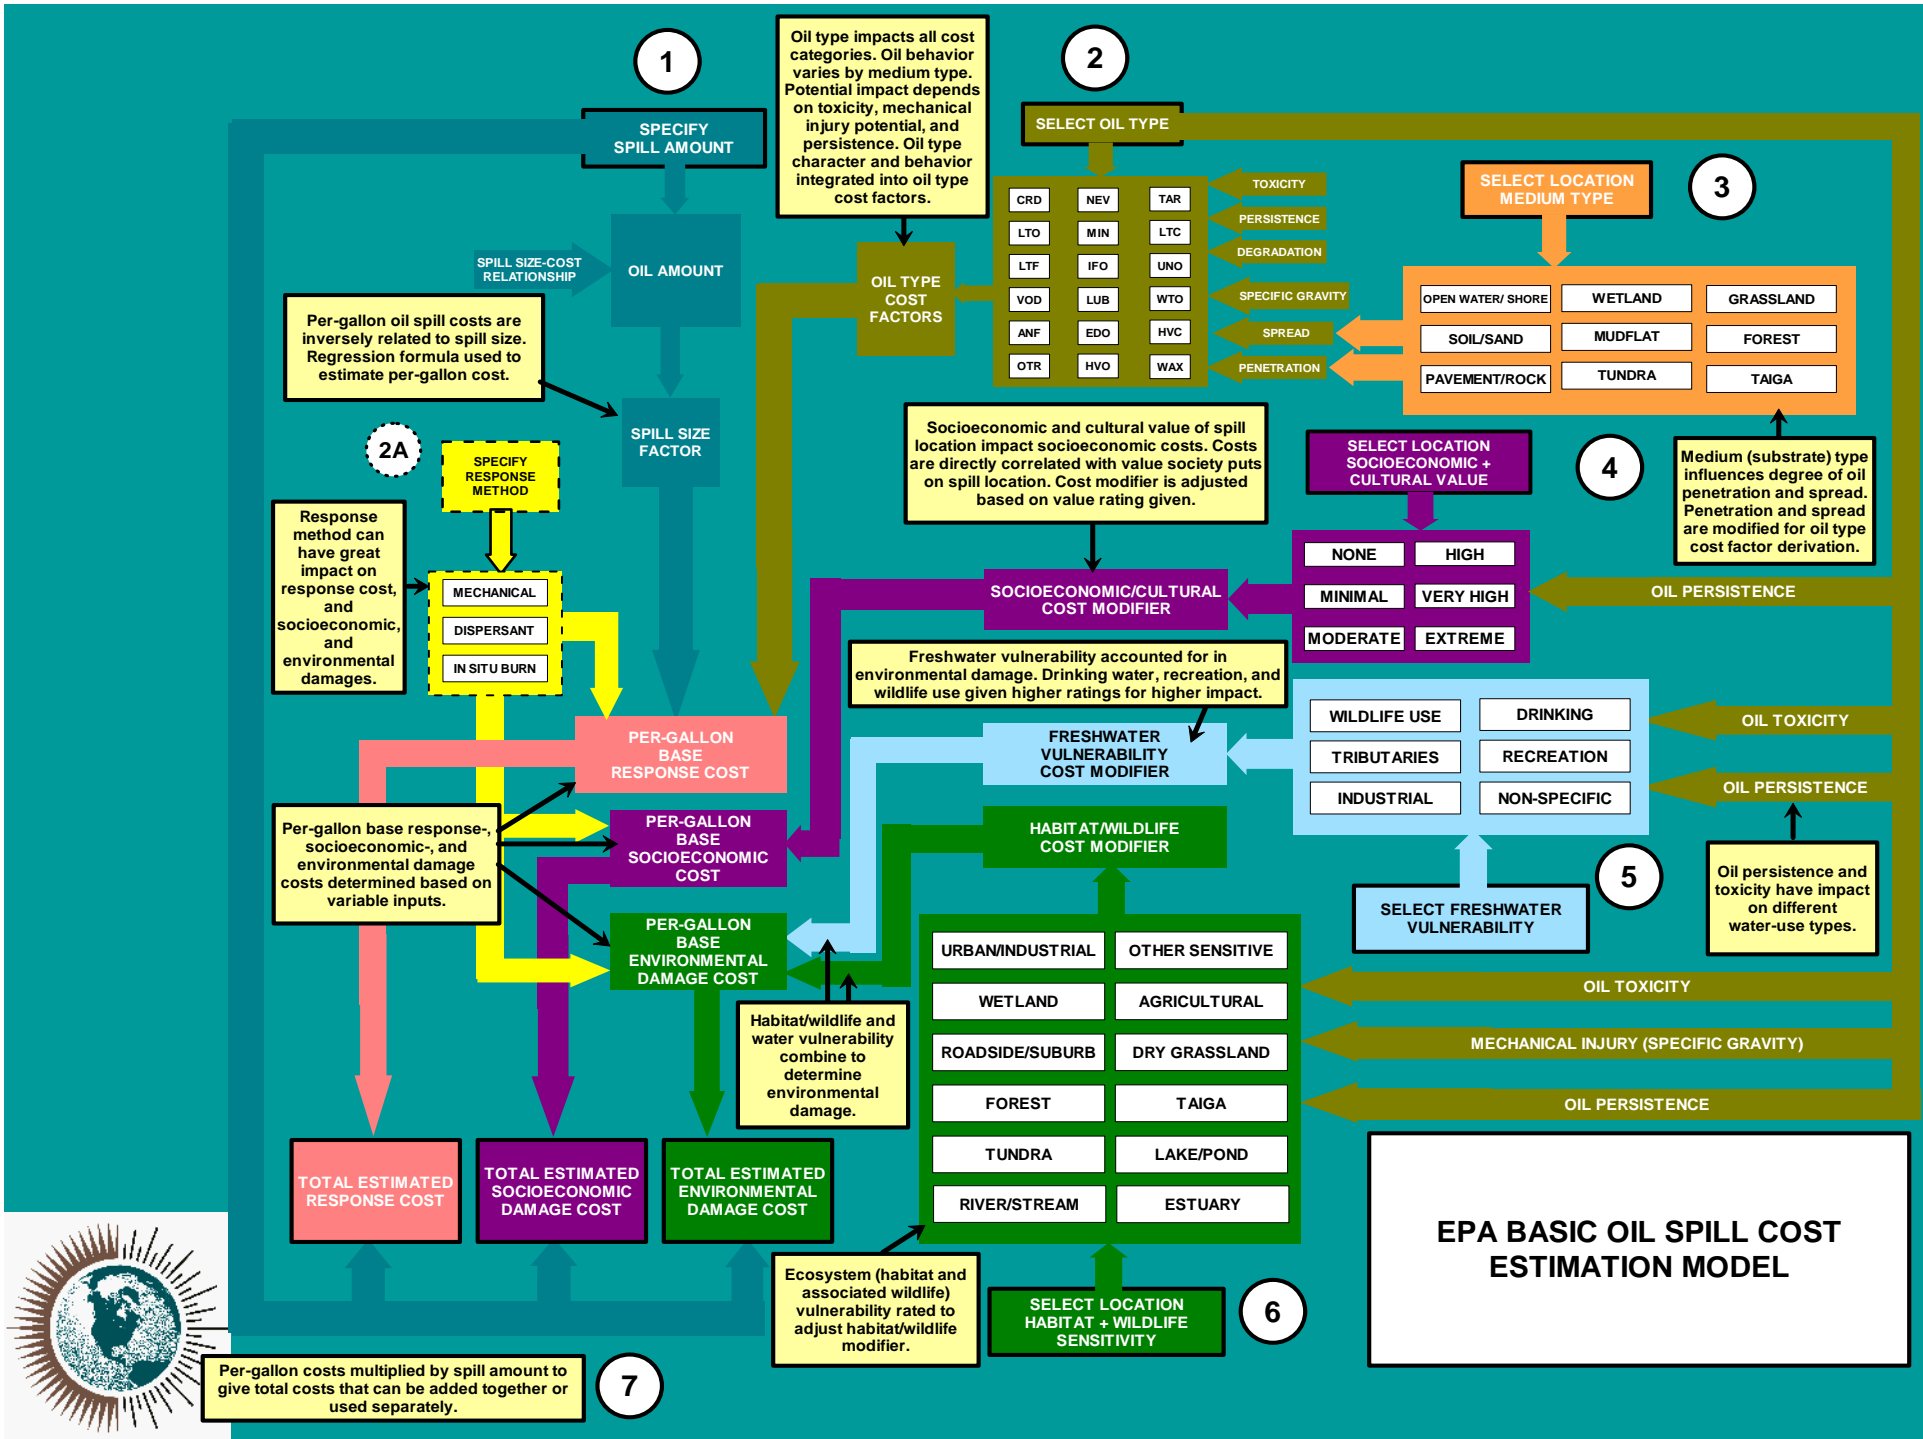 1
SPECIFY
SPILL AMOUNT
SPILL SIZE-COST
RELATIONSHIP
OIL AMOUNT
Per-gallon oil spill costs are
inversely related to spill size.
Regression formula used to
estimate per-gallon cost.
SPILL SIZE
FACTOR
Oil type impacts all cost
categories. Oil behavior
varies by medium type.
Potential impact depends
on toxicity, mechanical
injury potential, and
persistence. Oil type
character and behavior
integrated into oil type
cost factors.
OIL TYPE
COST
FACTORS
2
SELECT OIL TYPE
CRD
NEV
TAR
LTO
MIN
LTC
LTF
IFO
UNO
VOD
LUB
WTO
ANF
EDO
HVC
OTR
HVO
WAX
TOXICITY
PERSISTENCE
DEGRADATION
SPECIFIC GRAVITY
SPREAD
PENETRATION
3
SELECT LOCATION
MEDIUM TYPE
OPEN WATER/ SHORE
WETLAND
GRASSLAND
SOIL/SAND
MUDFLAT
FOREST
PAVEMENT/ROCK
TUNDRA
TAIGA
Medium (substrate) type
influences degree of oil
penetration and spread.
Penetration and spread
are modified for oil type
cost factor derivation.
2A
SPECIFY
RESPONSE
METHOD
Response
method can
have great
impact on
response cost,
and
socioeconomic,
and
environmental
damages.
MECHANICAL
DISPERSANT
IN SITU BURN
Socioeconomic and cultural value of spill
location impact socioeconomic costs. Costs
are directly correlated with value society puts
on spill location. Cost modifier is adjusted
based on value rating given.
4
SELECT LOCATION
SOCIOECONOMIC +
CULTURAL VALUE
NONE
HIGH
MINIMAL
VERY HIGH
MODERATE
EXTREME
OIL PERSISTENCE
SOCIOECONOMIC/CULTURAL
COST MODIFIER
Freshwater vulnerability accounted for in
environmental damage. Drinking water, recreation, and
wildlife use given higher ratings for higher impact.
FRESHWATER
VULNERABILITY
COST MODIFIER
WILDLIFE USE
DRINKING
TRIBUTARIES
RECREATION
INDUSTRIAL
NON-SPECIFIC
OIL TOXICITY
OIL PERSISTENCE
5
SELECT FRESHWATER
VULNERABILITY
Oil persistence and
toxicity have impact
on different
water-use types.
PER-GALLON
BASE
RESPONSE COST
Per-gallon base response-,
socioeconomic-, and
environmental damage
costs determined based on
variable inputs.
PER-GALLON
BASE
SOCIOECONOMIC
COST
PER-GALLON
BASE
ENVIRONMENTAL
DAMAGE COST
HABITAT/WILDLIFE
COST MODIFIER
Habitat/wildlife and
water vulnerability
combine to
determine
environmental
damage.
URBAN/INDUSTRIAL
OTHER SENSITIVE
WETLAND
AGRICULTURAL
ROADSIDE/SUBURB
DRY GRASSLAND
FOREST
TAIGA
TUNDRA
LAKE/POND
RIVER/STREAM
ESTUARY
OIL TOXICITY
MECHANICAL INJURY (SPECIFIC GRAVITY)
OIL PERSISTENCE
TOTAL ESTIMATED
RESPONSE COST
TOTAL ESTIMATED
SOCIOECONOMIC
DAMAGE COST
TOTAL ESTIMATED
ENVIRONMENTAL
DAMAGE COST
Ecosystem (habitat and
associated wildlife)
vulnerability rated to
adjust habitat/wildlife
modifier.
SELECT LOCATION
HABITAT + WILDLIFE
SENSITIVITY
6
EPA BASIC OIL SPILL COST
ESTIMATION MODEL
Per-gallon costs multiplied by spill amount to
give total costs that can be added together or
used separately.
7